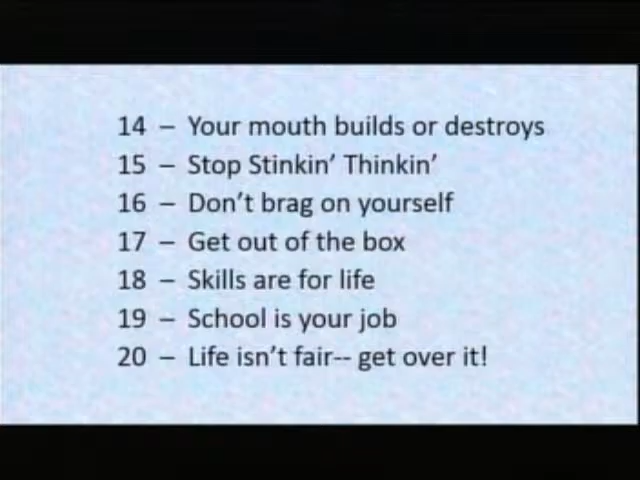 14 – Your mouth builds or destroys
15 – Stop Stinkin’ Thinkin’
16 – Don’t brag on yourself
17 – Get out of the box
18 – Skills are for life
19 – School is your job
20 – Life isn’t fair-- get over it!